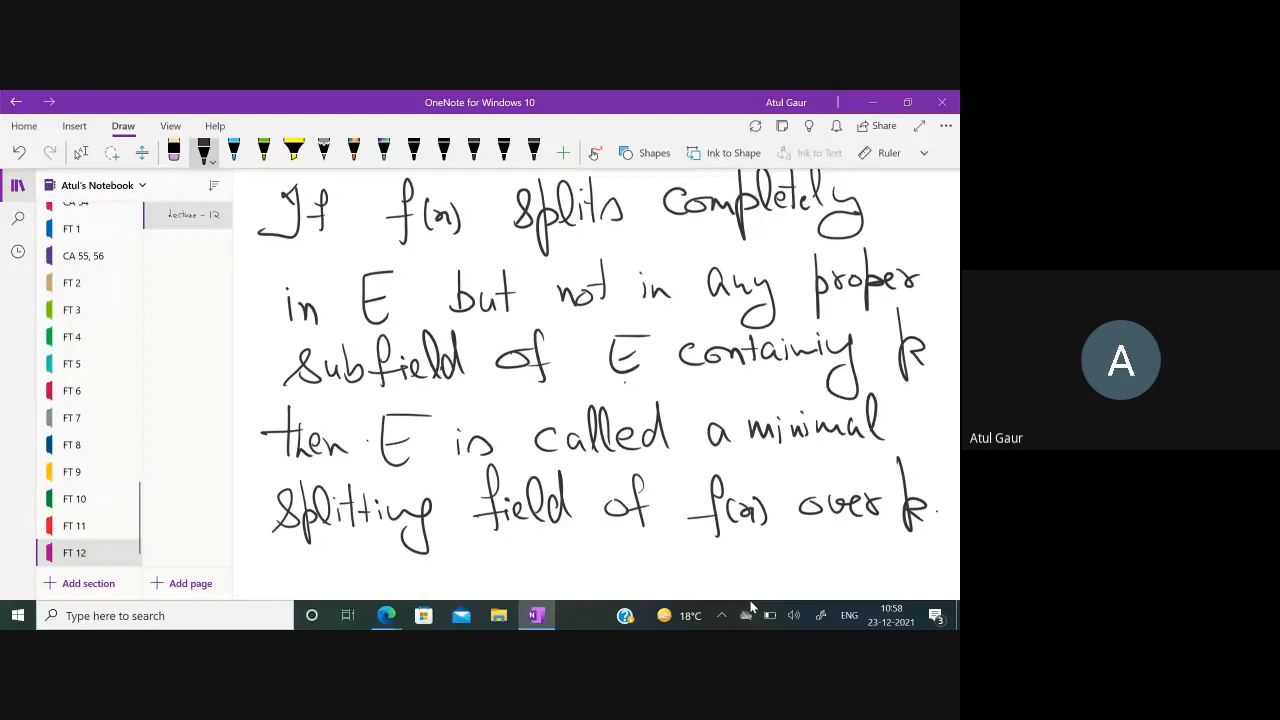 OneNote for Windows 10
Atul Gaur
Home Insert Draw View Help
Share
Shapes Ink to Shape Ink to Text Ruler
Atul's Notebook
CA 54
FT 1
CA 55, 56
FT 2
FT 3
FT 4
FT 5
FT 6
FT 7
FT 8
FT 9
FT 10
FT 11
FT 12
Add section
Lecture - 12
Add page
If f(x) splits completely
in E but not in any proper
subfield of E containing k
then E is called a minimal
splitting field of f(x) over k.
A
Atul Gaur
Type here to search
18°C
ENG
10:58
23-12-2021
3